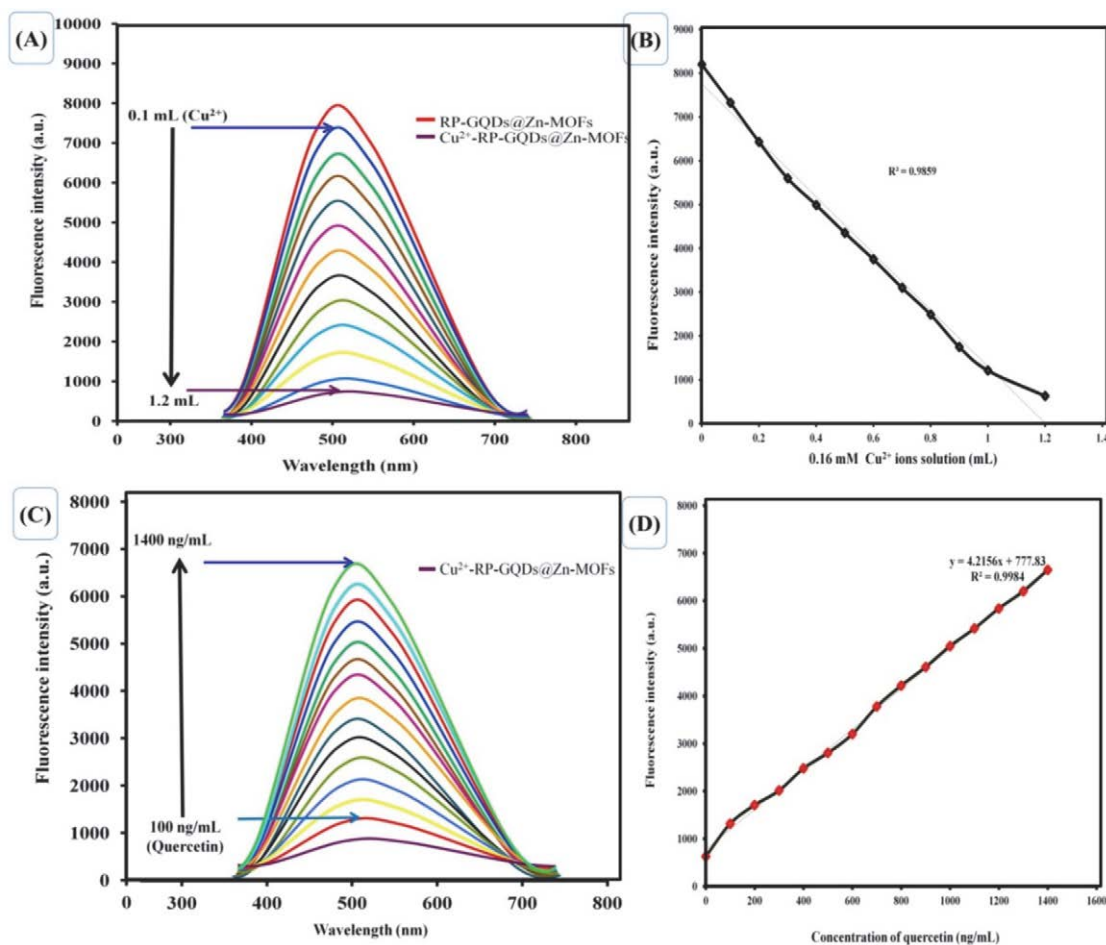 (A)
10000
9000
8000
7000
6000
5000
4000
3000
2000
1000
0
Fluorescence intensity (a.u.)
0.1 mL (Cu²⁺)
1.2 mL
RP-GQDs@Zn-MOFs
Cu²⁺-RP-GQDs@Zn-MOFs
0 300 400 500 600 700 800
Wavelength (nm)
(B)
9000
8000
7000
6000
5000
4000
3000
2000
1000
0
Fluorescence intensity (a.u.)
R² = 0.9859
0 0.2 0.4 0.6 0.8 1 1.2 1.4
0.16 mM Cu²⁺ ions solution (mL)
(C)
8000
7000
6000
5000
4000
3000
2000
1000
0
Fluorescence intensity (a.u.)
1400 ng/mL
100 ng/mL
(Quercetin)
Cu²⁺-RP-GQDs@Zn-MOFs
0 300 400 500 600 700 800
Wavelength (nm)
(D)
8000
7000
6000
5000
4000
3000
2000
1000
0
Fluorescence intensity (a.u.)
y = 4.2156x + 777.83
R² = 0.9984
0 200 400 600 800 1000 1200 1400 1600
Concentration of quercetin (ng/mL)